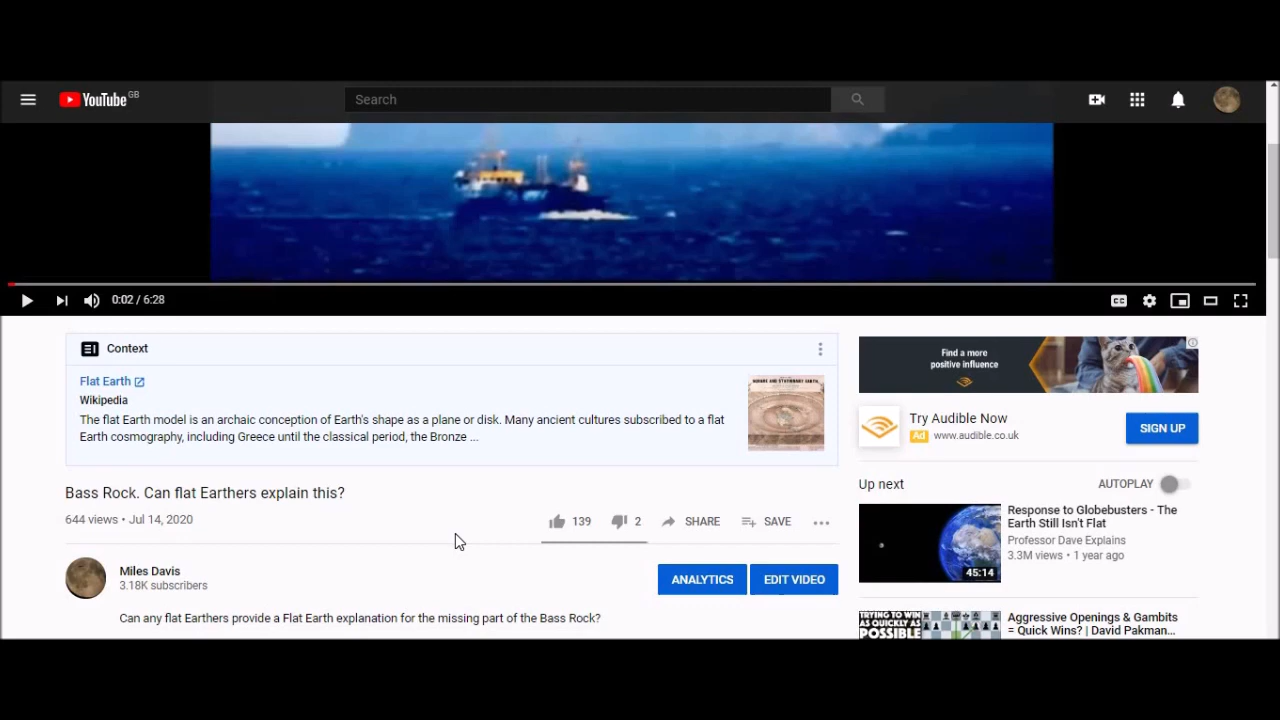 YouTube GB
Search
0:02 / 6:28
Context
Flat Earth
Wikipedia
The flat Earth model is an archaic conception of Earth's shape as a plane or disk. Many ancient cultures subscribed to a flat
Earth cosmography, including Greece until the classical period, the Bronze ...
Bass Rock. Can flat Earthers explain this?
644 views • Jul 14, 2020
139
2
SHARE
SAVE
Miles Davis
3.18K subscribers
ANALYTICS
EDIT VIDEO
Can any flat Earthers provide a Flat Earth explanation for the missing part of the Bass Rock?
Find a more
positive influence
Try Audible Now
Ad www.audible.co.uk
SIGN UP
Up next
AUTOPLAY
Response to Globebusters - The
Earth Still Isn't Flat
Professor Dave Explains
3.3M views • 1 year ago
45:14
TRYING TO WIN
AS QUICKLY AS
POSSIBLE
Aggressive Openings & Gambits
= Quick Wins? | David Pakman...